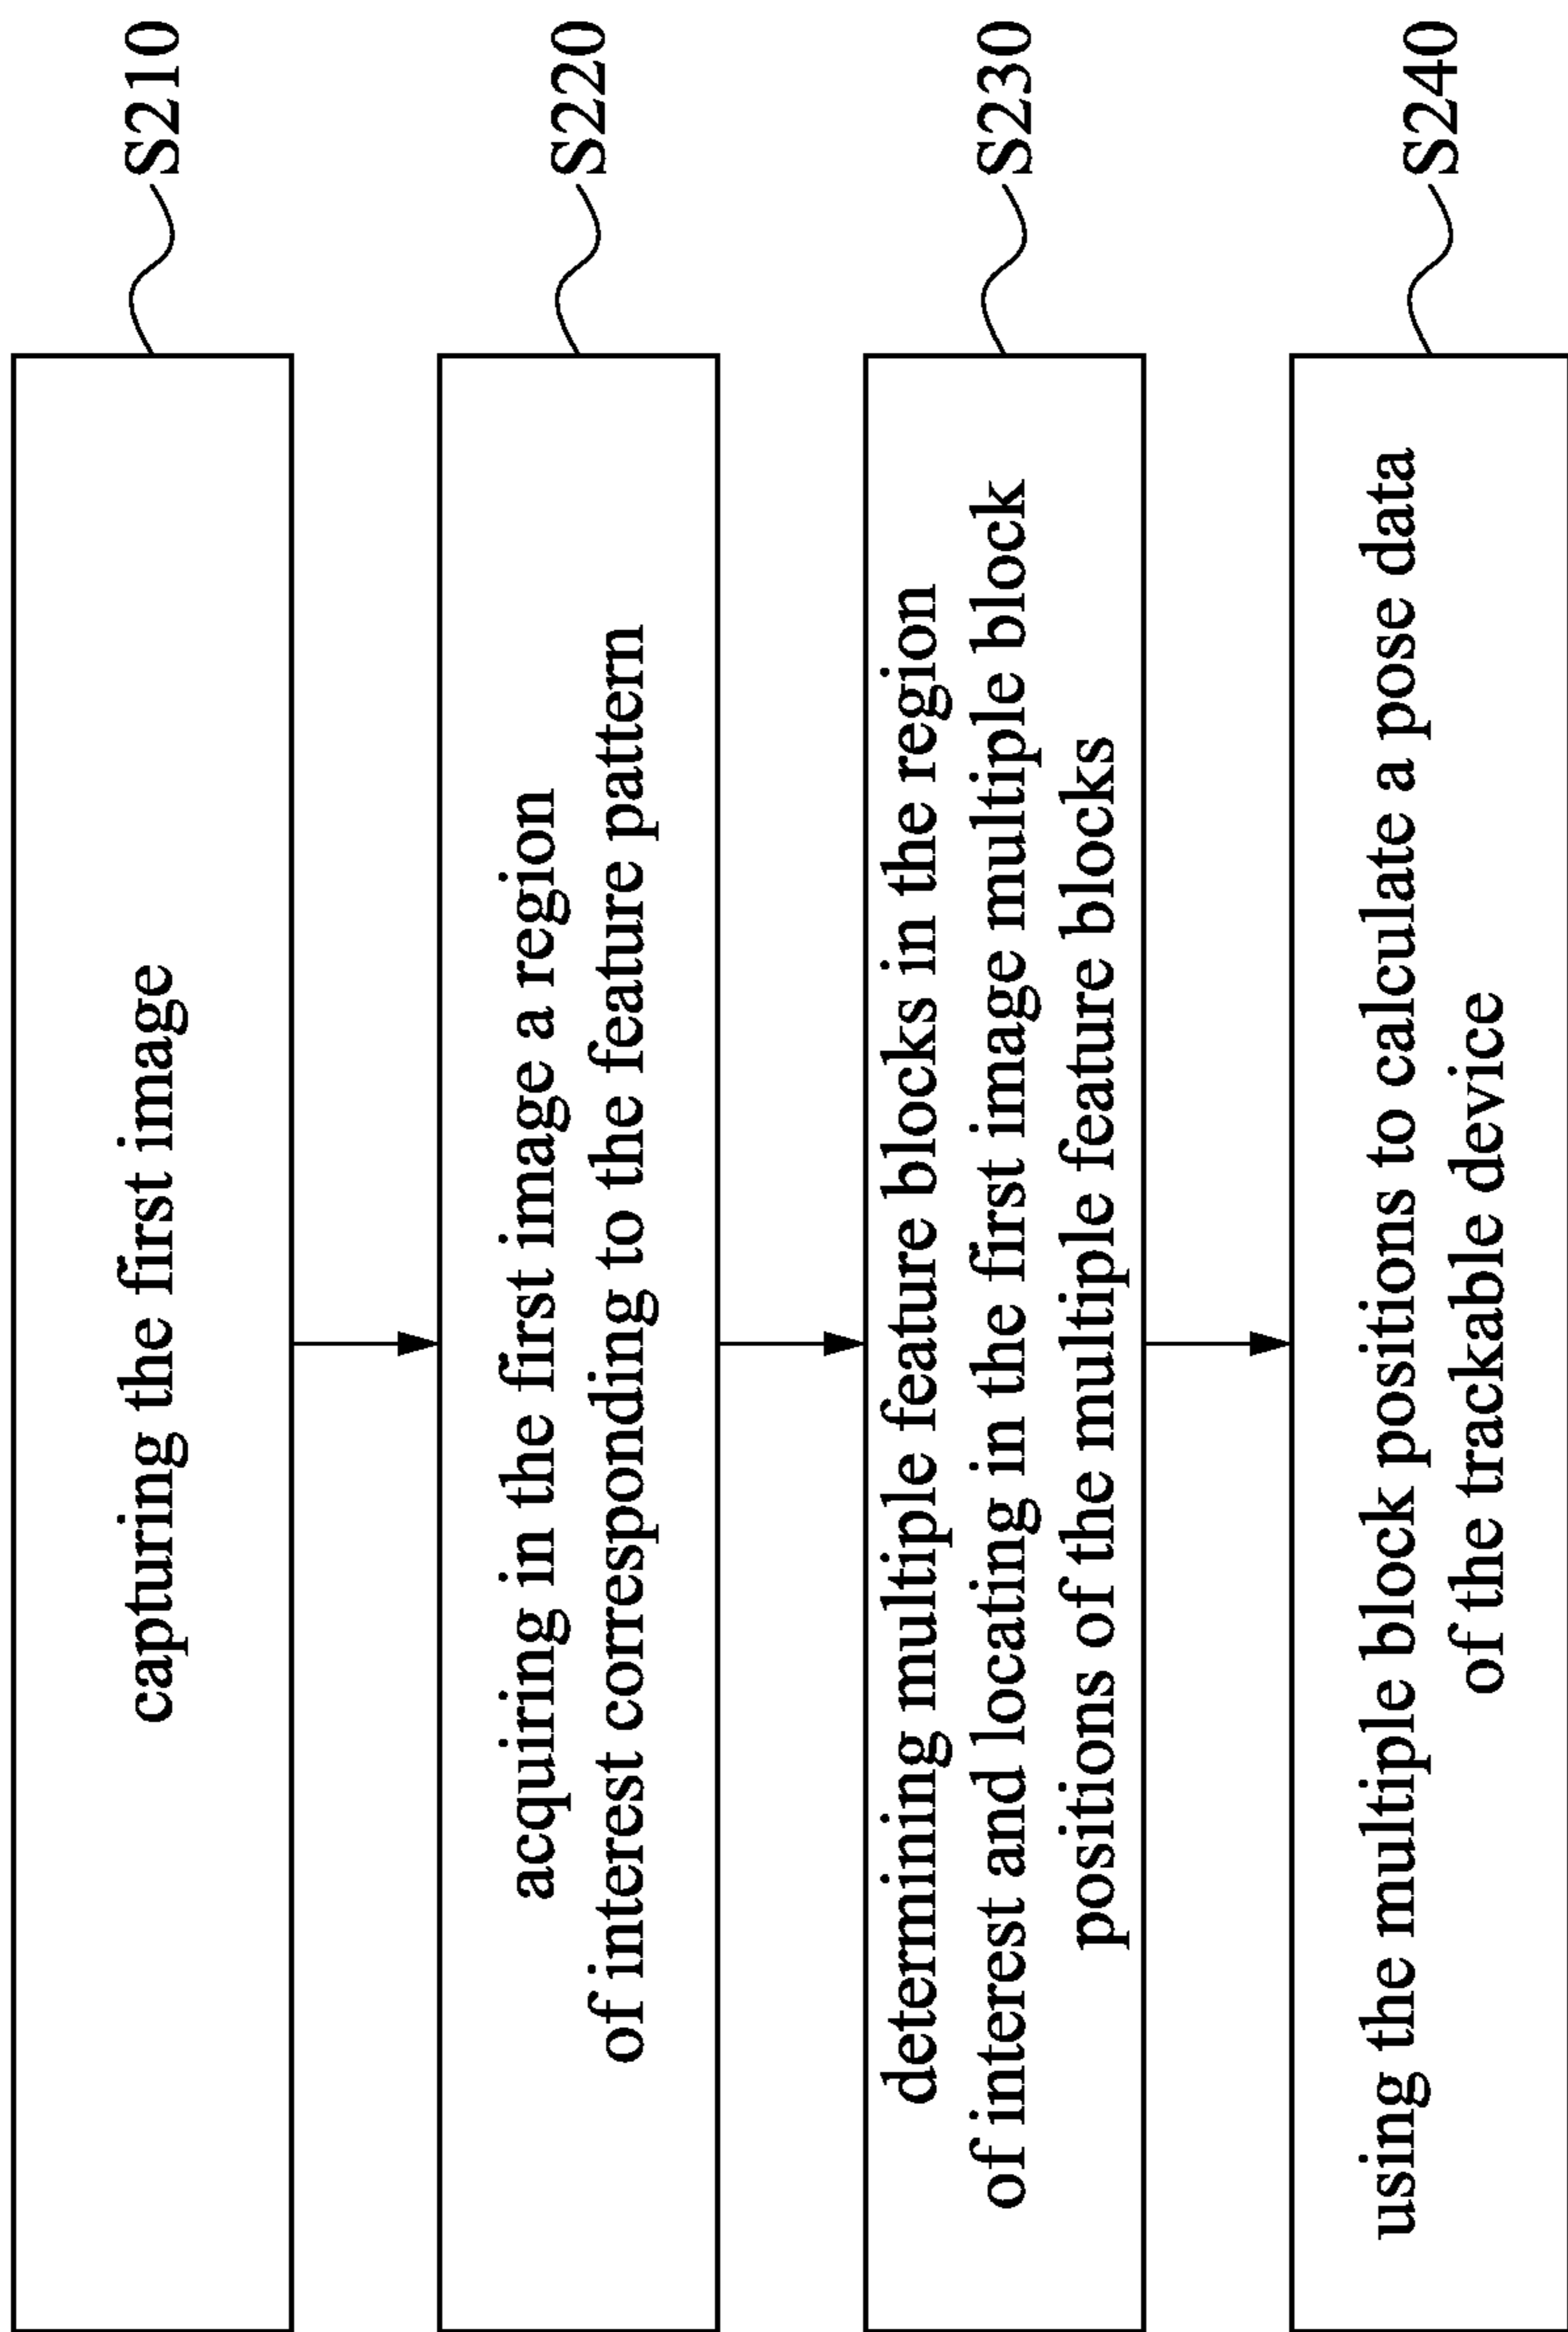 capturing the first image
S210
acquiring in the first image a region
of interest corresponding to the feature pattern
S220
determining multiple feature blocks in the region
of interest and locating in the first image multiple block
positions of the multiple feature blocks
S230
using the multiple block positions to calculate a pose data
of the trackable device
S240